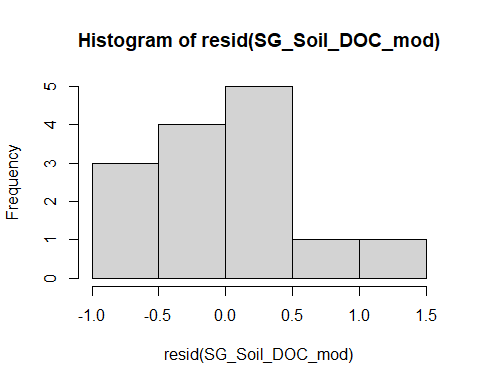 Histogram of resid(SG_Soil_DOC_mod)
Frequency
5
4
3
2
1
0
-1.0 -0.5 0.0 0.5 1.0 1.5
resid(SG_Soil_DOC_mod)